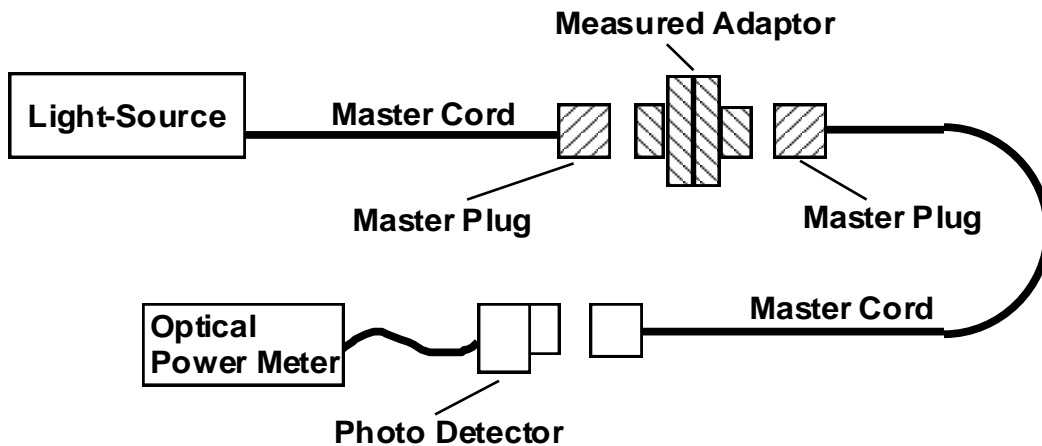 Measured Adaptor
Light-Source
Master Cord
Master Plug
Master Plug
Master Cord
Optical
Power Meter
Photo Detector